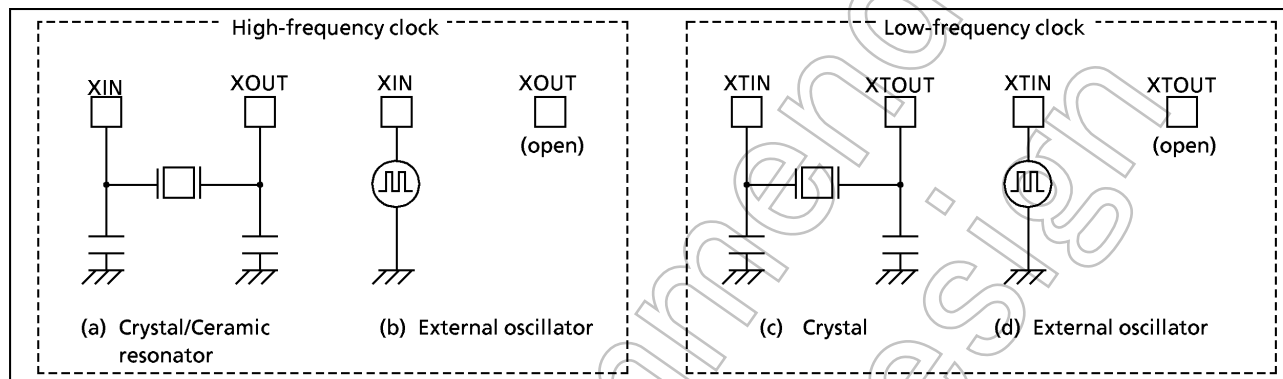 High-frequency clock
Low-frequency clock
XIN
XOUT
XIN
XOUT
(open)
XTIN
XTOUT
XTIN
XTOUT
(open)
(a) Crystal/Ceramic
resonator
(b) External oscillator
(c) Crystal
(d) External oscillator